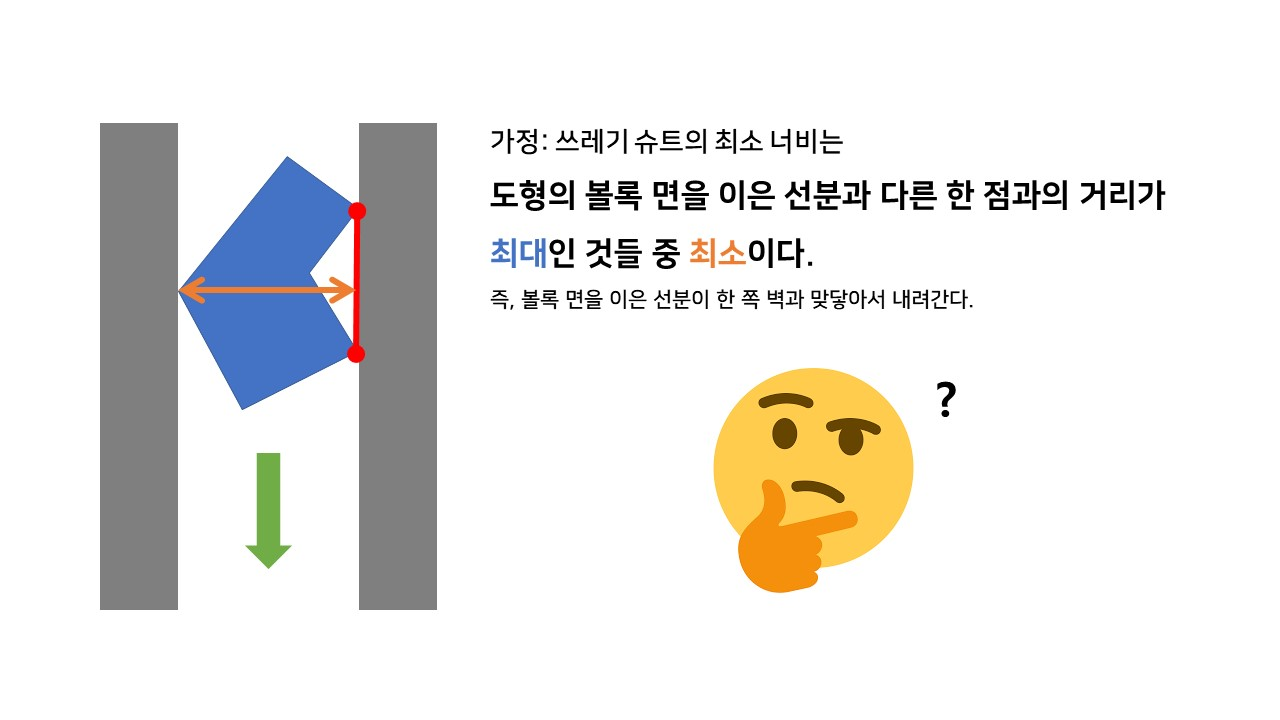 가정: 쓰레기 슈트의 최소 너비는
도형의 볼록 면을 이은 선분과 다른 한 점과의 거리가
최대인 것들 중 최소이다.
즉, 볼록 면을 이은 선분이 한 쪽 벽과 맞닿아서 내려간다.
?